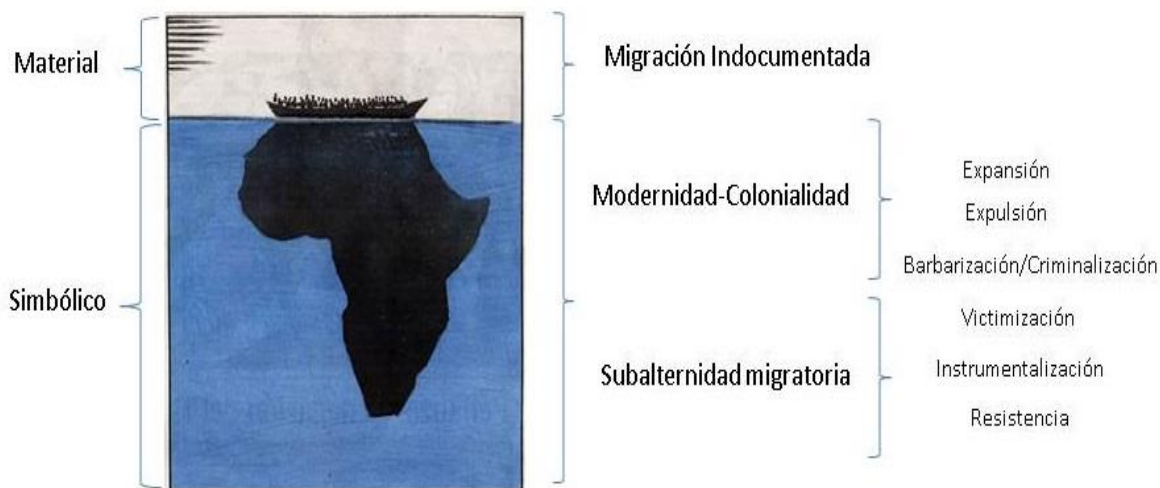 Material
Simbólico
Migración Indocumentada
Modernidad-Colonialidad
Subalternidad migratoria
Expansión
Expulsión
Barbarización/Criminalización
Victimización
Instrumentalización
Resistencia